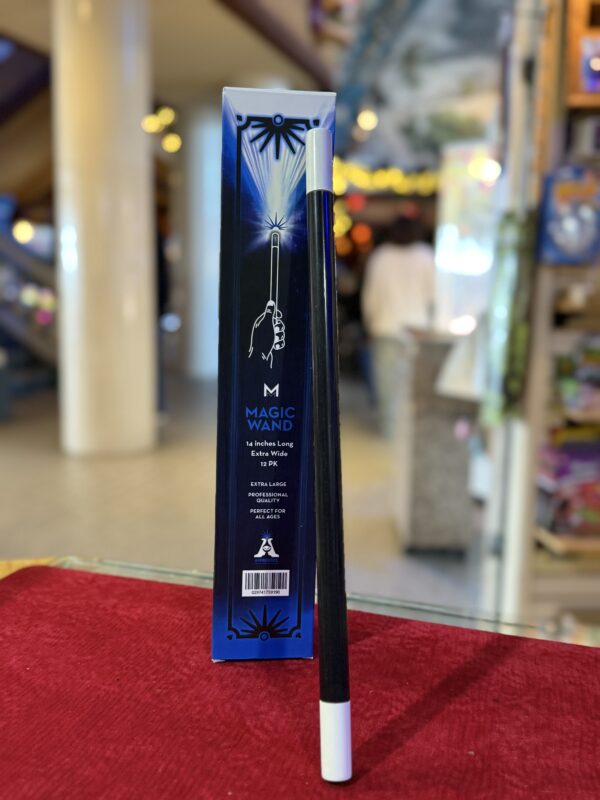 M
MAGIC
WAND
14 inches Long
Extra Wide
12 PK
EXTRA LARGE
PROFESSIONAL
QUALITY
PERFECT FOR
ALL AGES